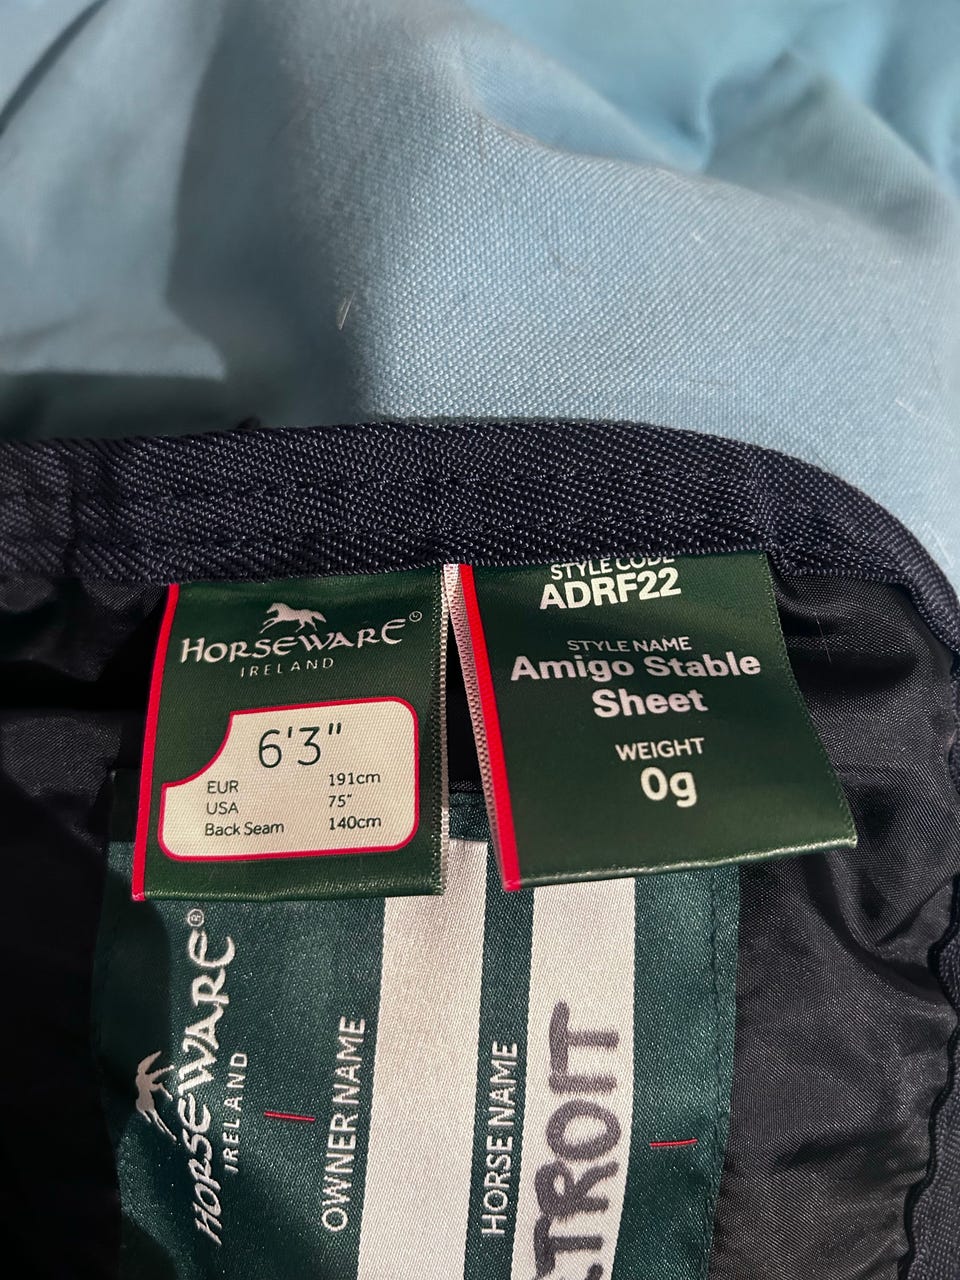 HORSEWARE®
IRELAND
6'3"
EUR 191cm
USA 75"
Back Seam 140cm
STYLE CODE
ADRF22
STYLE NAME
Amigo Stable
Sheet
WEIGHT
0g
HORSEWARE®
IRELAND
OWNER NAME
HORSE NAME
TROIT